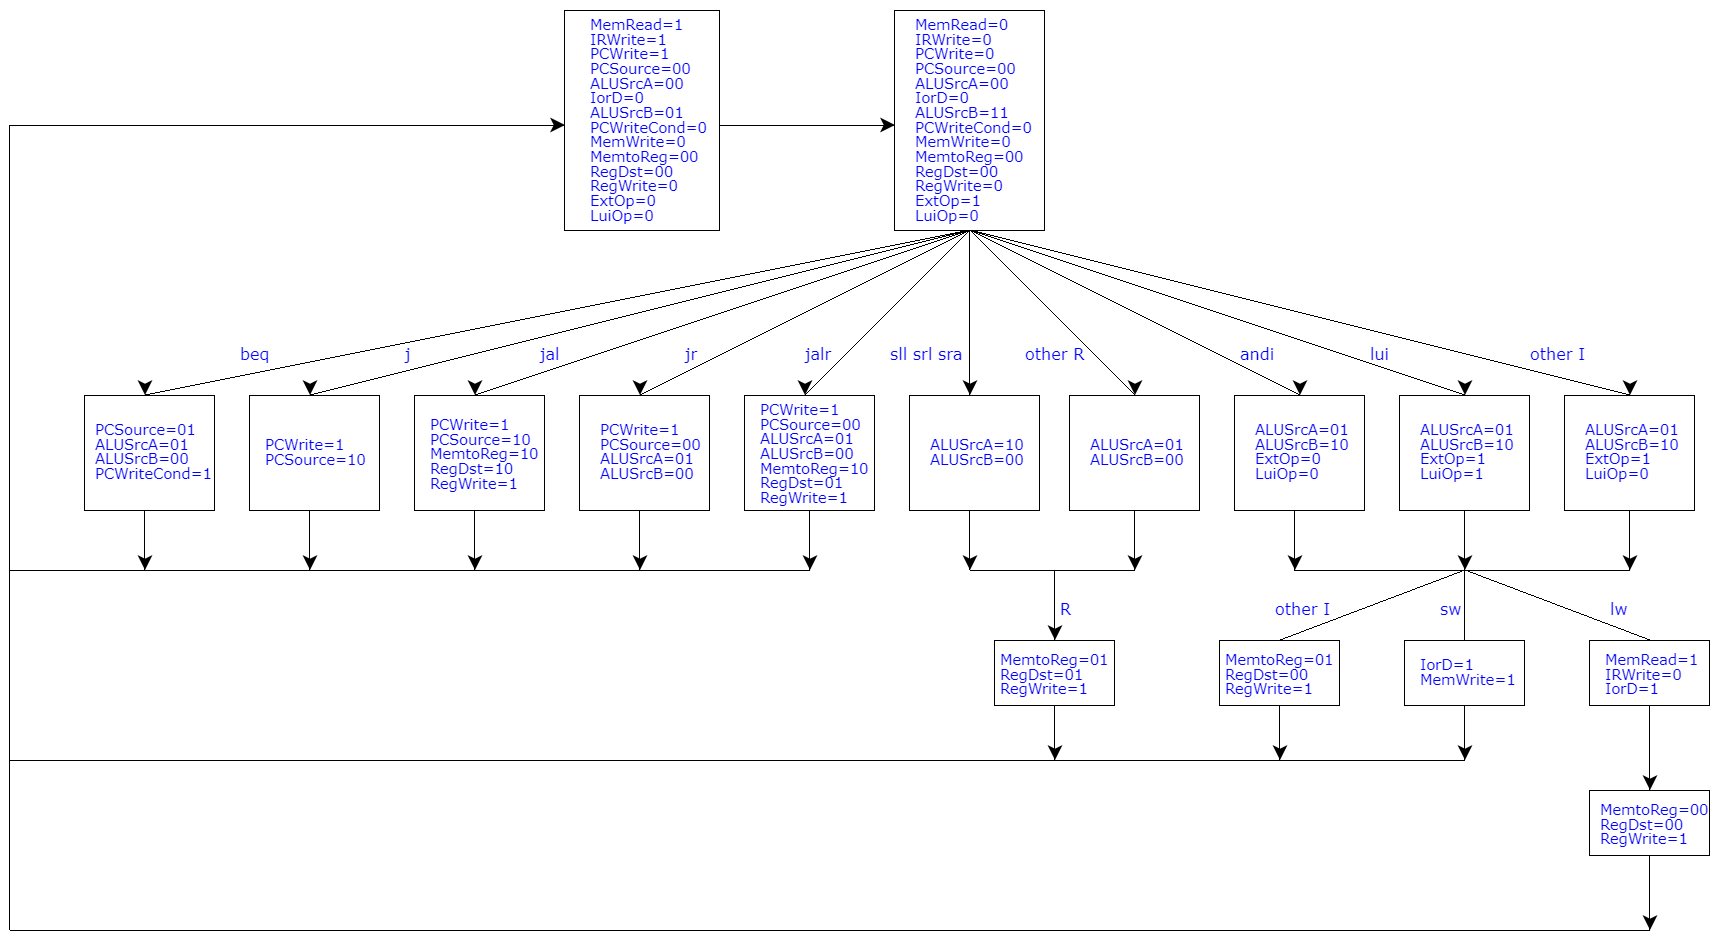 MemRead=1
IRWrite=1
PCWrite=1
PCSource=00
ALUSrcA=00
IorD=0
ALUSrcB=01
PCWriteCond=0
MemWrite=0
MemtoReg=00
RegDst=00
RegWrite=0
ExtOp=0
LuiOp=0
MemRead=0
IRWrite=0
PCWrite=0
PCSource=00
ALUSrcA=00
IorD=0
ALUSrcB=11
PCWriteCond=0
MemWrite=0
MemtoReg=00
RegDst=00
RegWrite=0
ExtOp=1
LuiOp=0
beq
j
jal
jr
jalr
sll srl sra
other R
andi
lui
other I
PCSource=01
ALUSrcA=01
ALUSrcB=00
PCWriteCond=1
PCWrite=1
PCSource=10
PCWrite=1
PCSource=10
MemtoReg=10
RegDst=10
RegWrite=1
PCWrite=1
PCSource=00
ALUSrcA=01
ALUSrcB=00
PCWrite=1
PCSource=00
ALUSrcA=01
ALUSrcB=00
MemtoReg=10
RegDst=01
RegWrite=1
ALUSrcA=10
ALUSrcB=00
ALUSrcA=01
ALUSrcB=00
ALUSrcA=01
ALUSrcB=10
ExtOp=0
LuiOp=0
ALUSrcA=01
ALUSrcB=10
ExtOp=1
LuiOp=1
ALUSrcA=01
ALUSrcB=10
ExtOp=1
LuiOp=0
R
other I
sw
lw
MemtoReg=01
RegDst=01
RegWrite=1
MemtoReg=01
RegDst=00
RegWrite=1
IorD=1
MemWrite=1
MemRead=1
IRWrite=0
IorD=1
MemtoReg=00
RegDst=00
RegWrite=1